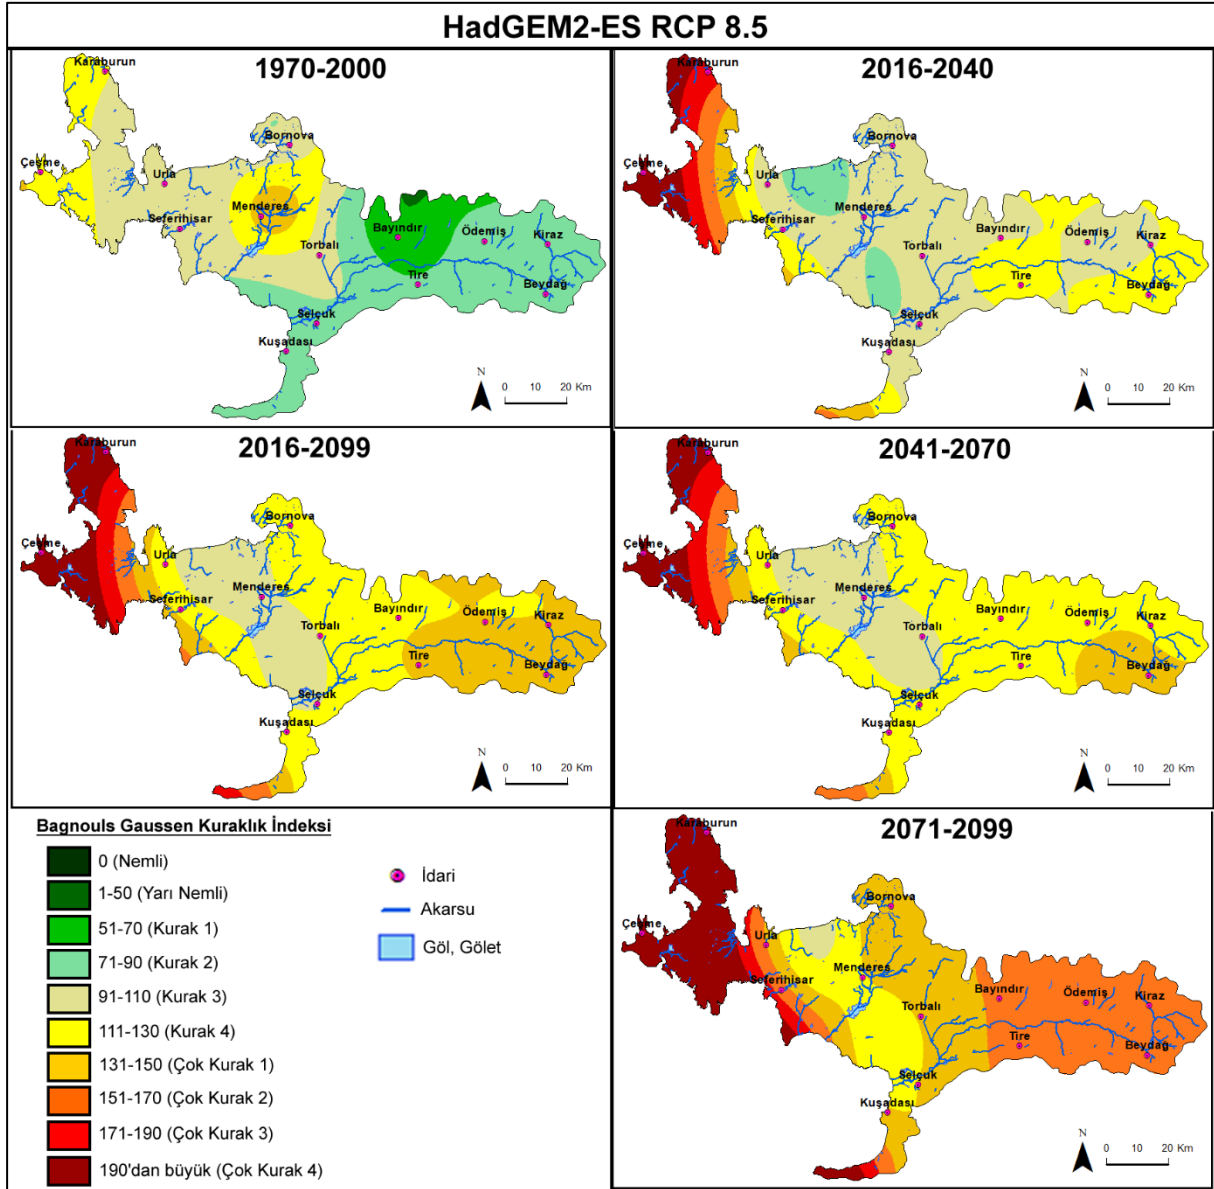 HadGEM2-ES RCP 8.5
1970-2000
Karaburun
Bornova
Çeşme
Urla
Seferihisar
Menderes
Bayındır
Ödemiş
Kiraz
Torbalı
Tire
Beydağ
Selçuk
Kuşadası
N
0 10 20 Km
2016-2040
Karaburun
Bornova
Çeşme
Urla
Seferihisar
Menderes
Bayındır
Ödemiş
Kiraz
Torbalı
Tire
Beydağ
Selçuk
Kuşadası
N
0 10 20 Km
2016-2099
Karaburun
Bornova
Çeşme
Urla
Seferihisar
Menderes
Bayındır
Ödemiş
Kiraz
Torbalı
Tire
Beydağ
Selçuk
Kuşadası
N
0 10 20 Km
2041-2070
Karaburun
Bornova
Çeşme
Urla
Seferihisar
Menderes
Bayındır
Ödemiş
Kiraz
Torbalı
Tire
Beydağ
Selçuk
Kuşadası
N
0 10 20 Km
Bagnouls Gaussen Kuraklık İndeksi
0 (Nemli)
1-50 (Yarı Nemli)
51-70 (Kurak 1)
71-90 (Kurak 2)
91-110 (Kurak 3)
111-130 (Kurak 4)
131-150 (Çok Kurak 1)
151-170 (Çok Kurak 2)
171-190 (Çok Kurak 3)
190'dan büyük (Çok Kurak 4)
İdari
Akarsu
Göl, Gölet
2071-2099
Karaburun
Bornova
Çeşme
Urla
Seferihisar
Menderes
Bayındır
Ödemiş
Kiraz
Torbalı
Tire
Beydağ
Selçuk
Kuşadası
N
0 10 20 Km